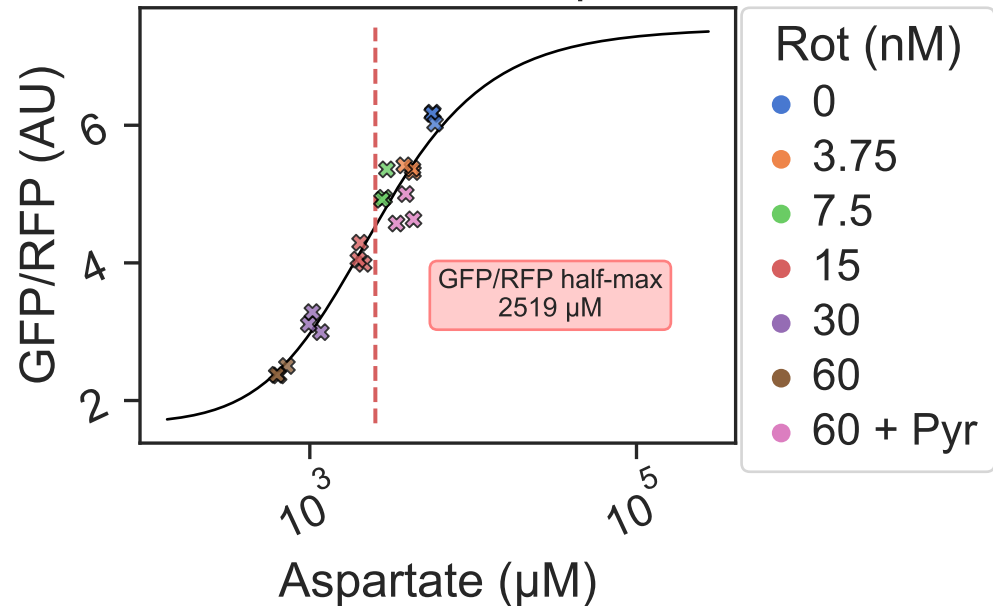 GFP/RFP (AU)
6
4
2
GFP/RFP half-max
2519 µM
10³
10⁵
Aspartate (µM)
Rot (nM)
0
3.75
7.5
15
30
60
60 + Pyr